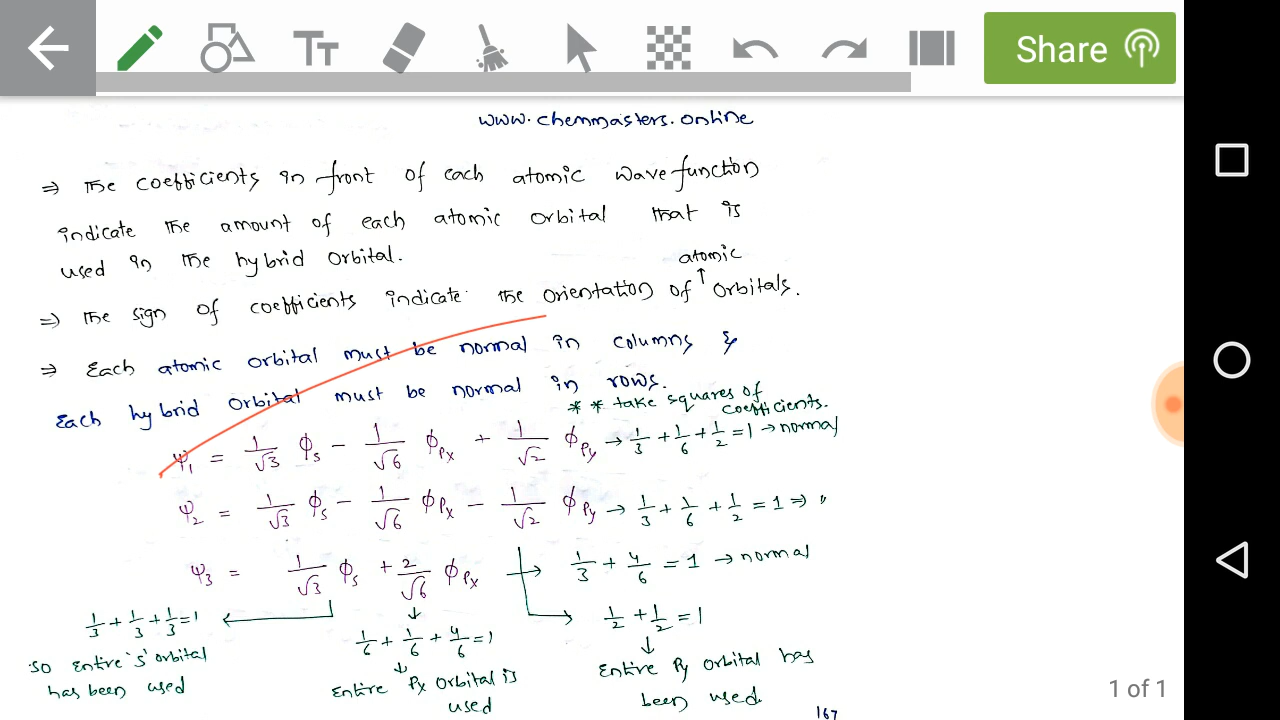 Share
www.chemmasters.online
⇒ The coefficients in front of each atomic wave function
indicate the amount of each atomic orbital that is
used in the hybrid orbital.
atomic
⇒ The sign of coefficients indicate the orientation of ↑ orbitals.
⇒ Each atomic orbital must be normal in columns &
Each hybrid orbital must be normal in rows.
** take squares of
coefficients.
ψ₁ = 1/√3 ϕs − 1/√6 ϕPx + 1/√2 ϕPy → 1/3 + 1/6 + 1/2 = 1 → normal
ψ₂ = 1/√3 ϕs − 1/√6 ϕPx − 1/√2 ϕPy → 1/3 + 1/6 + 1/2 = 1 ⇒ "
ψ₃ = 1/√3 ϕs + 2/√6 ϕPx → 1/3 + 4/6 = 1 → normal
1/3 + 1/3 + 1/3 = 1
so entire 's' orbital
has been used
1/6 + 1/6 + 4/6 = 1
Entire Px orbital is
used
1/2 + 1/2 = 1
Entire Py orbital has
been used
1 of 1
167